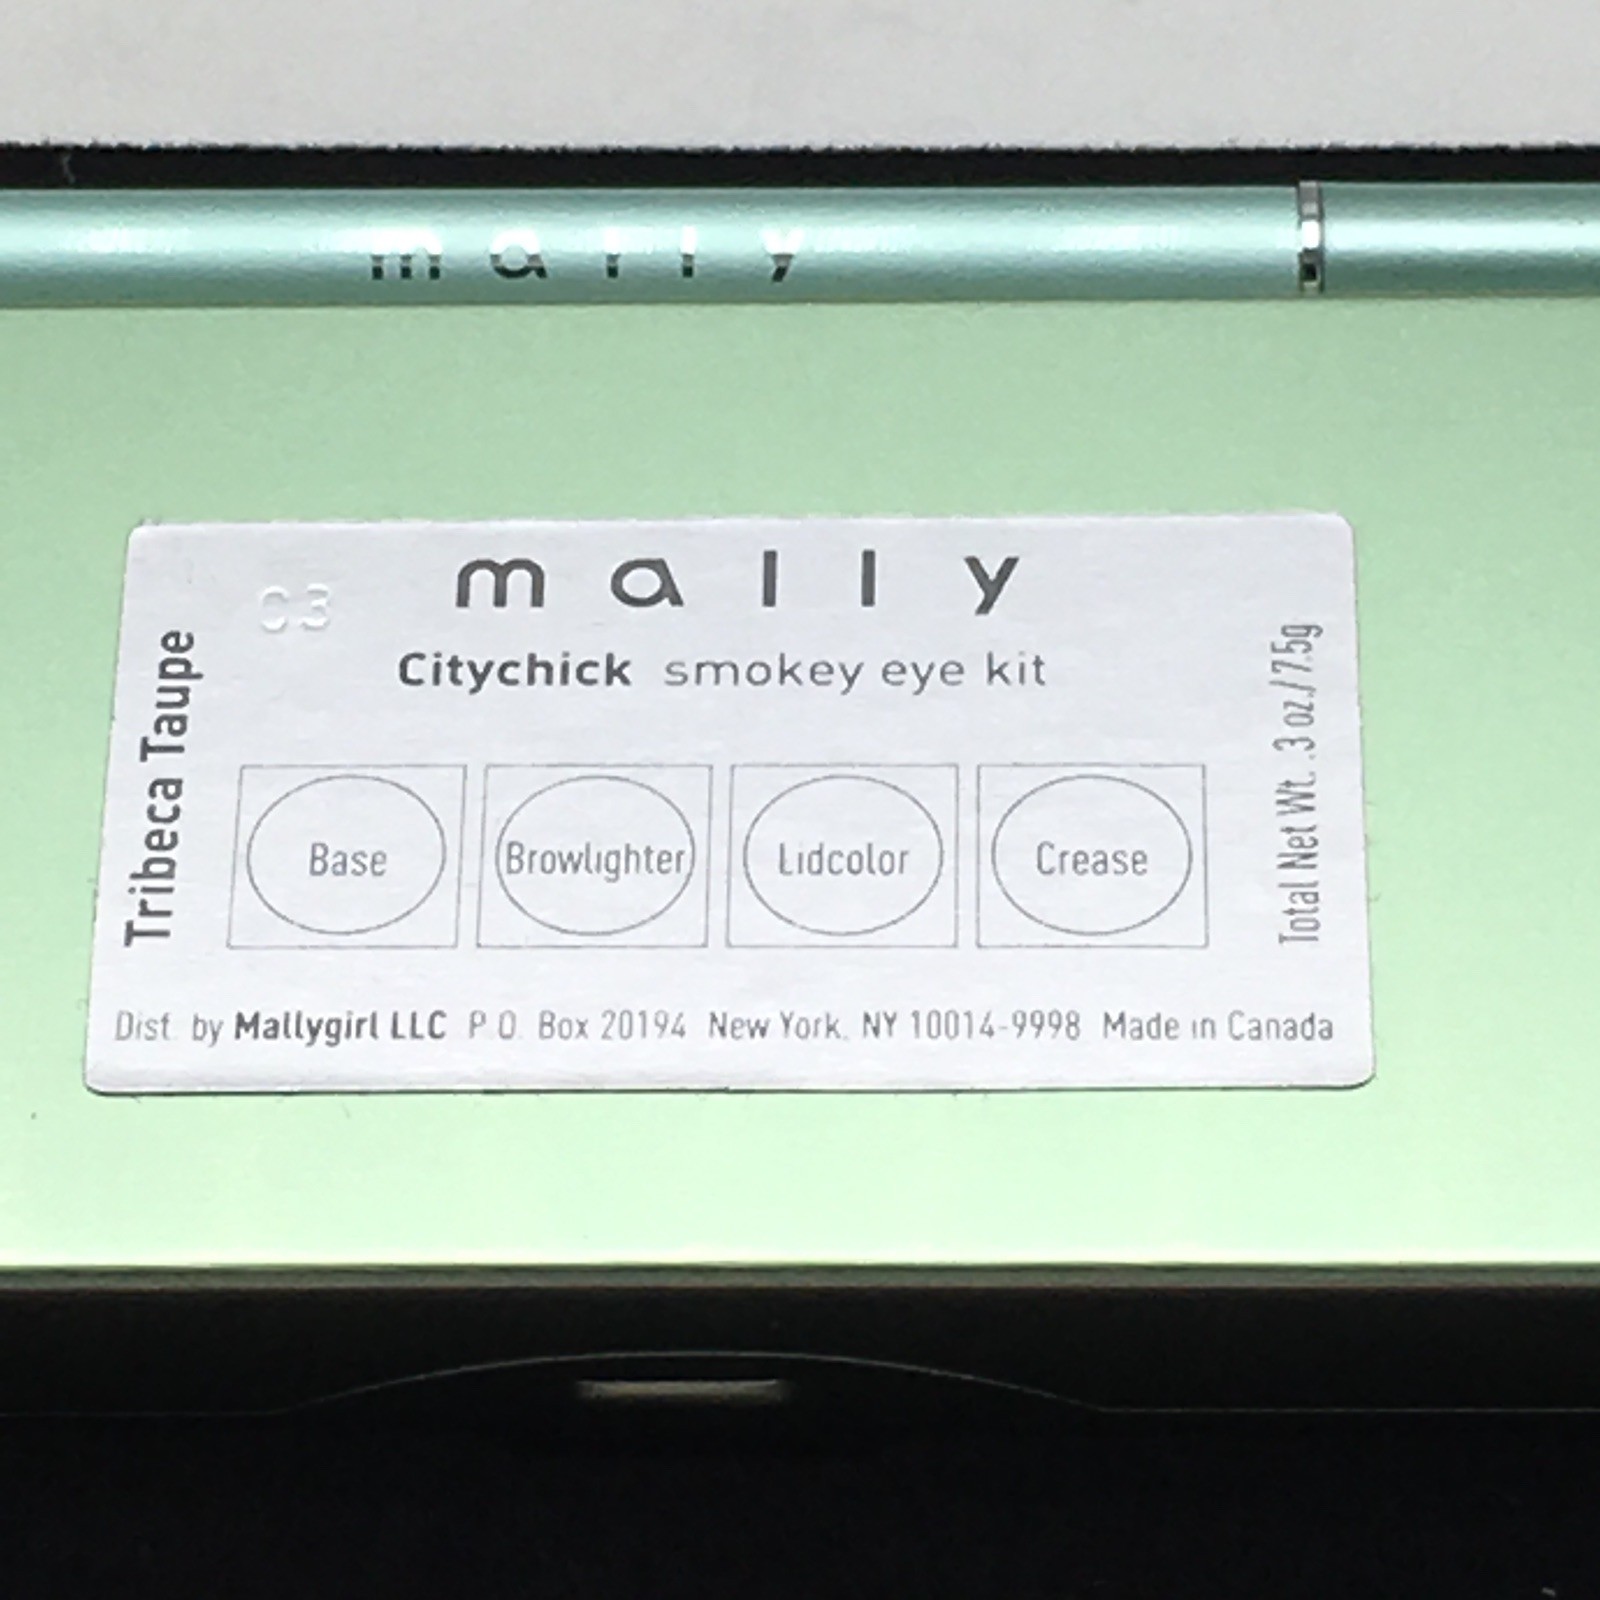 mally
mally
C3
Citychick smokey eye kit
Tribeca Taupe
Base
Browlighter
Lidcolor
Crease
Total Net Wt. .3 oz./7.5g
Dist. by Mallygirl LLC P.O. Box 20194 New York, NY 10014-9998 Made in Canada